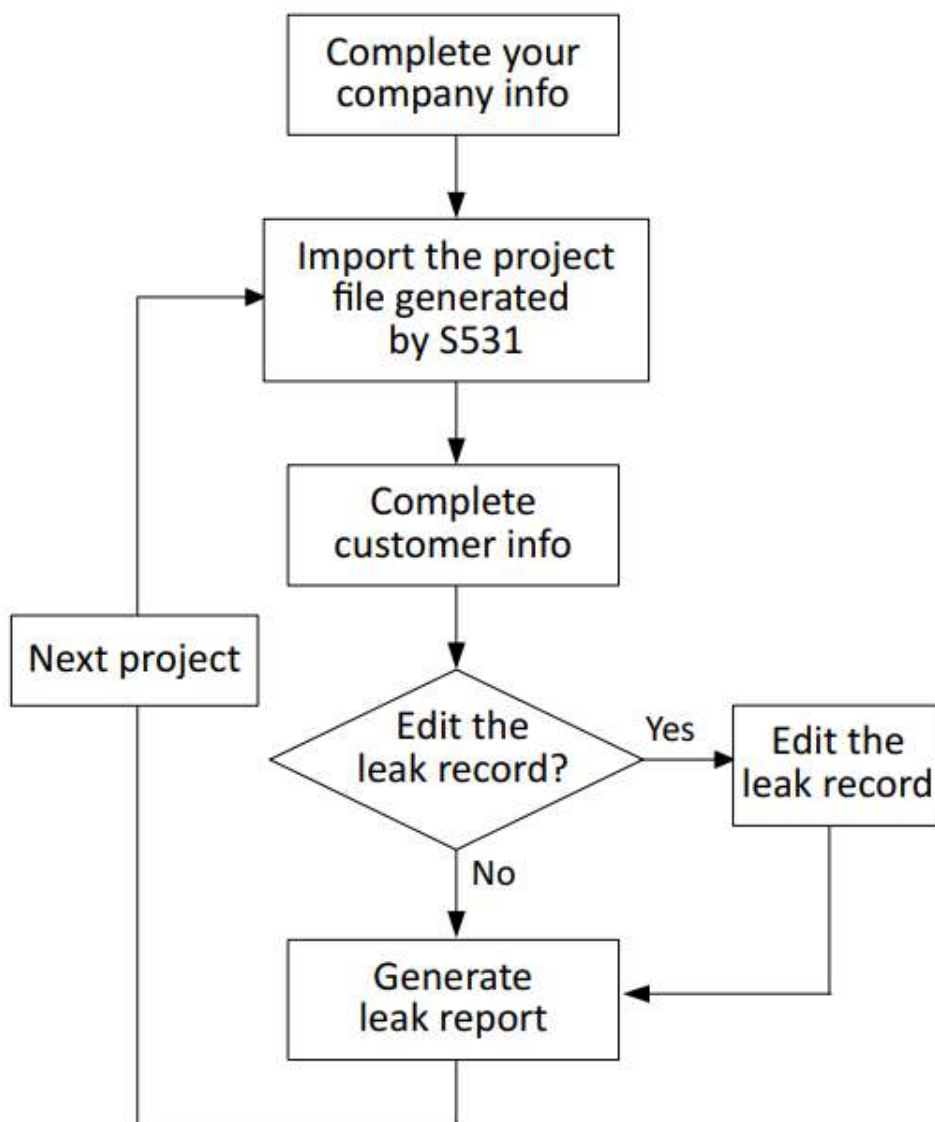 Complete your
company info
Import the project
file generated
by S531
Complete
customer info
Next project
Edit the
leak record?
Yes
Edit the
leak record
No
Generate
leak report